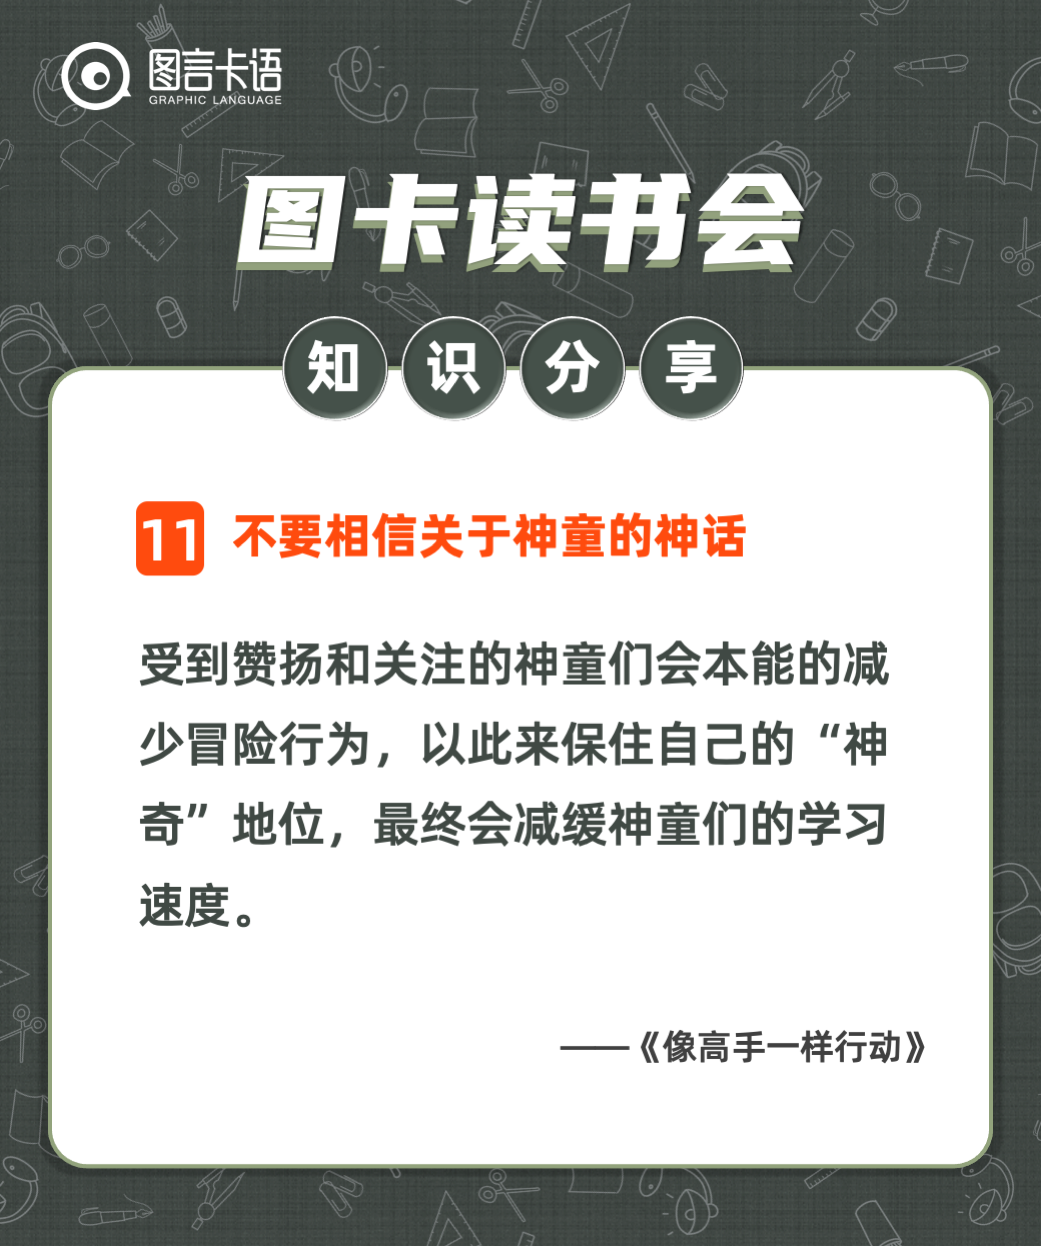 图言卡语
GRAPHIC LANGUAGE
图卡读书会
知识分享
11 不要相信关于神童的神话
受到赞扬和关注的神童们会本能的减
少冒险行为，以此来保住自己的“神
奇”地位，最终会减缓神童们的学习
速度。
——《像高手一样行动》